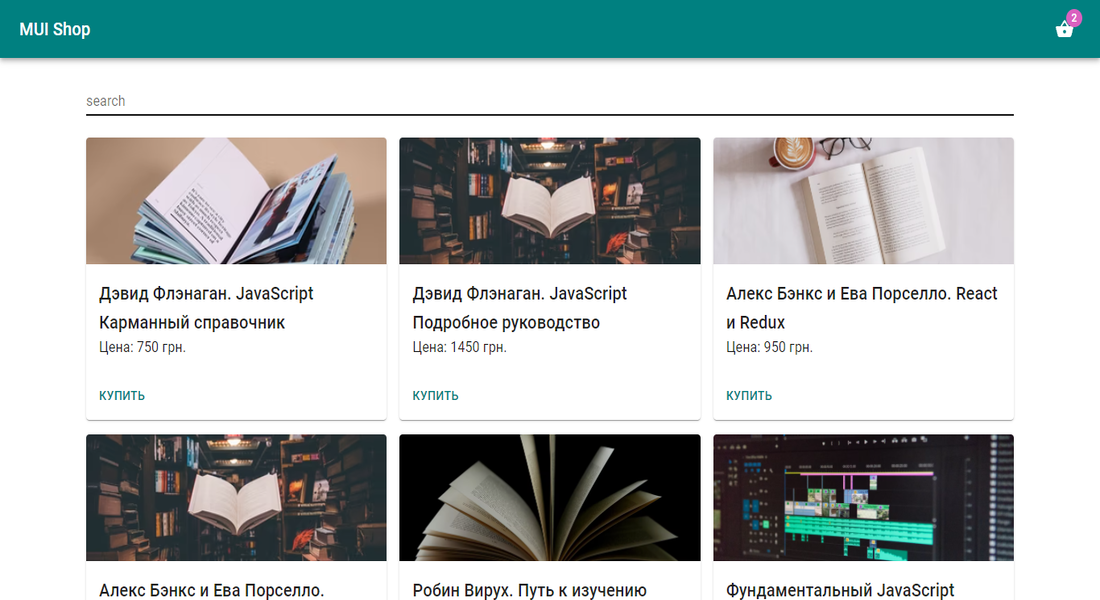 MUI Shop
2
search
Дэвид Флэнаган. JavaScript
Карманный справочник
Цена: 750 грн.
КУПИТЬ
Дэвид Флэнаган. JavaScript
Подробное руководство
Цена: 1450 грн.
КУПИТЬ
Алекс Бэнкс и Ева Порселло. React
и Redux
Цена: 950 грн.
КУПИТЬ
Алекс Бэнкс и Ева Порселло.
Робин Вирух. Путь к изучению
Фундаментальный JavaScript